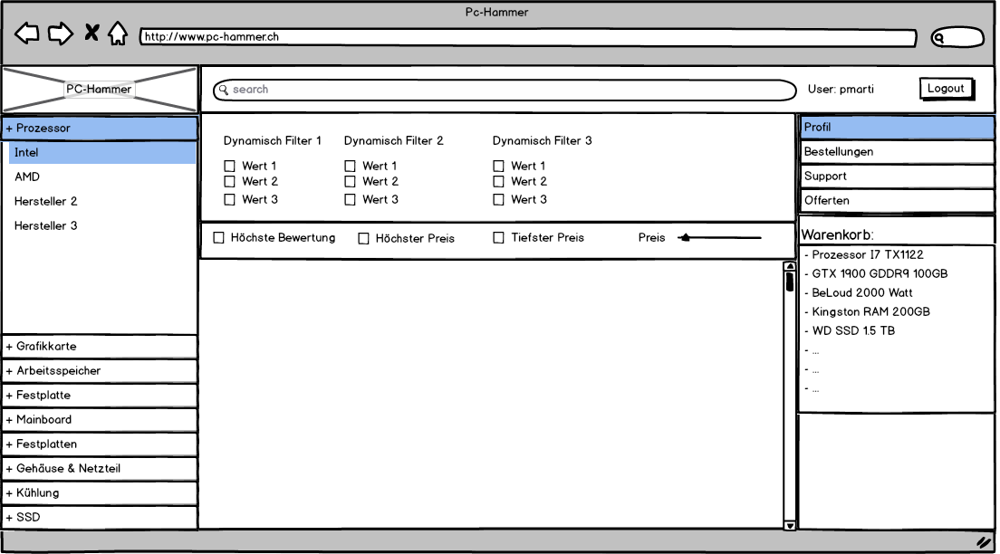 Pc-Hammer
http://www.pc-hammer.ch
PC-Hammer
search
User: pmarti
Logout
+ Prozessor
Intel
AMD
Hersteller 2
Hersteller 3
+ Grafikkarte
+ Arbeitsspeicher
+ Festplatte
+ Mainboard
+ Festplatten
+ Gehäuse & Netzteil
+ Kühlung
+ SSD
Dynamisch Filter 1
Wert 1
Wert 2
Wert 3
Dynamisch Filter 2
Wert 1
Wert 2
Wert 3
Dynamisch Filter 3
Wert 1
Wert 2
Wert 3
Höchste Bewertung
Höchster Preis
Tiefster Preis
Preis
Profil
Bestellungen
Support
Offerten
Warenkorb:
- Prozessor I7 TX1122
- GTX 1900 GDDR9 100GB
- BeLoud 2000 Watt
- Kingston RAM 200GB
- WD SSD 1.5 TB
- ...
- ...
- ...